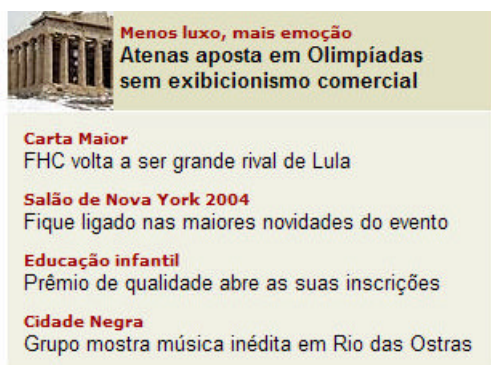 Menos luxo, mais emoção
Atenas aposta em Olimpíadas
sem exibicionismo comercial
Carta Maior
FHC volta a ser grande rival de Lula
Salão de Nova York 2004
Fique ligado nas maiores novidades do evento
Educação infantil
Prêmio de qualidade abre as suas inscrições
Cidade Negra
Grupo mostra música inédita em Rio das Ostras